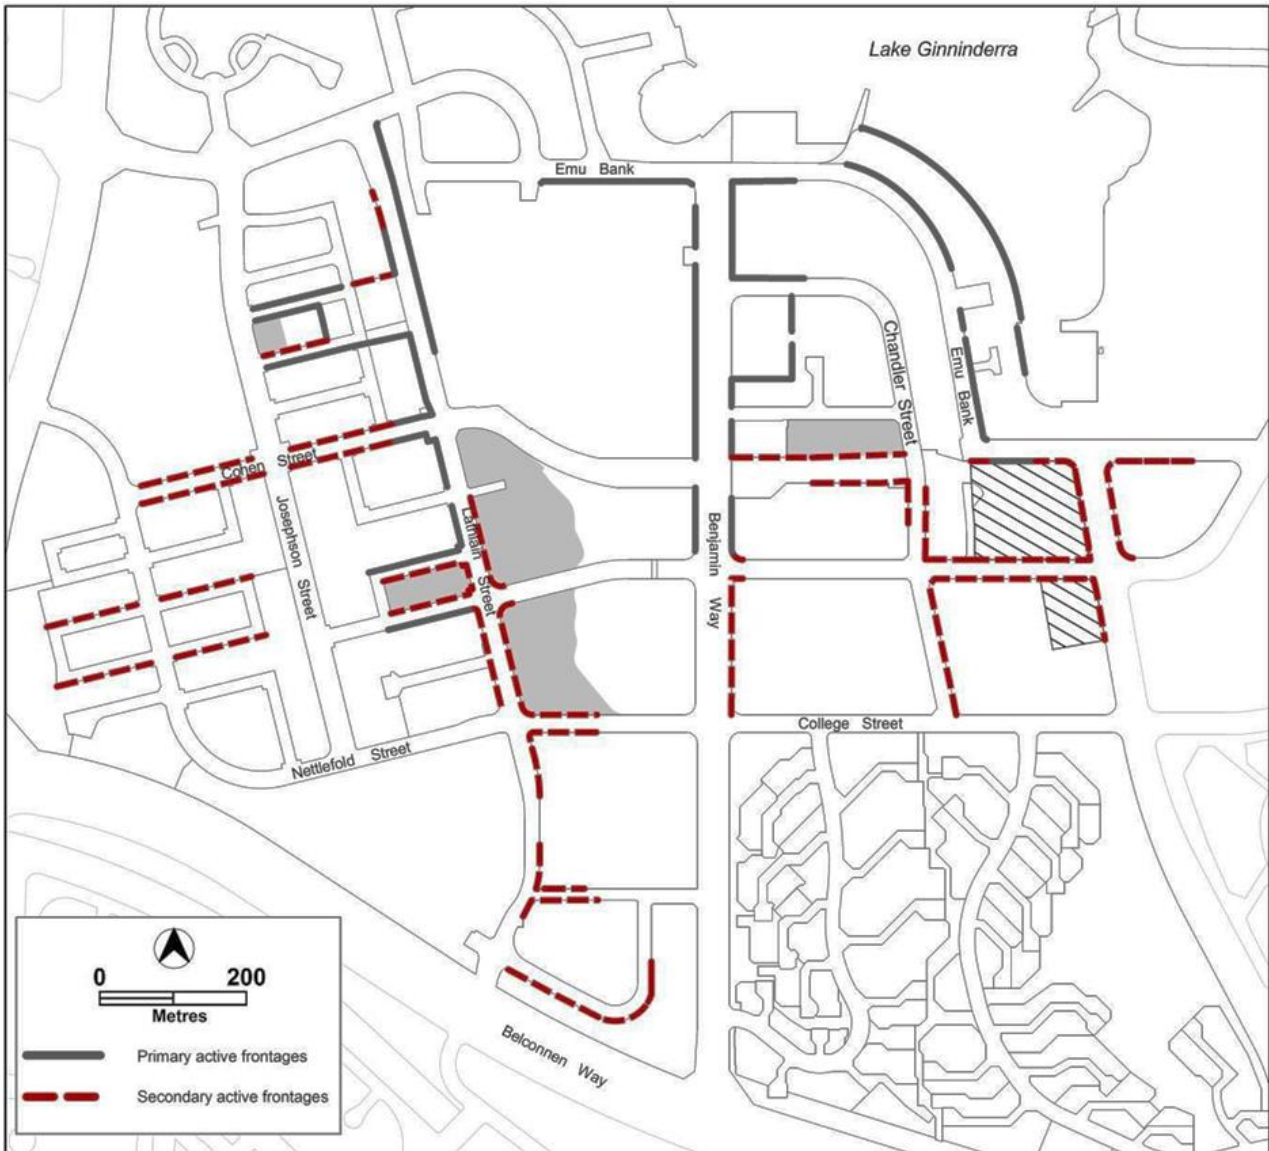 Lake Ginninderra
Emu Bank
Chandler Street
Emu Bank
Cohen Street
Josephson Street
Lathlain Street
Benjamin Way
College Street
Nettlefold Street
Belconnen Way
0 200
Metres
Primary active frontages
Secondary active frontages